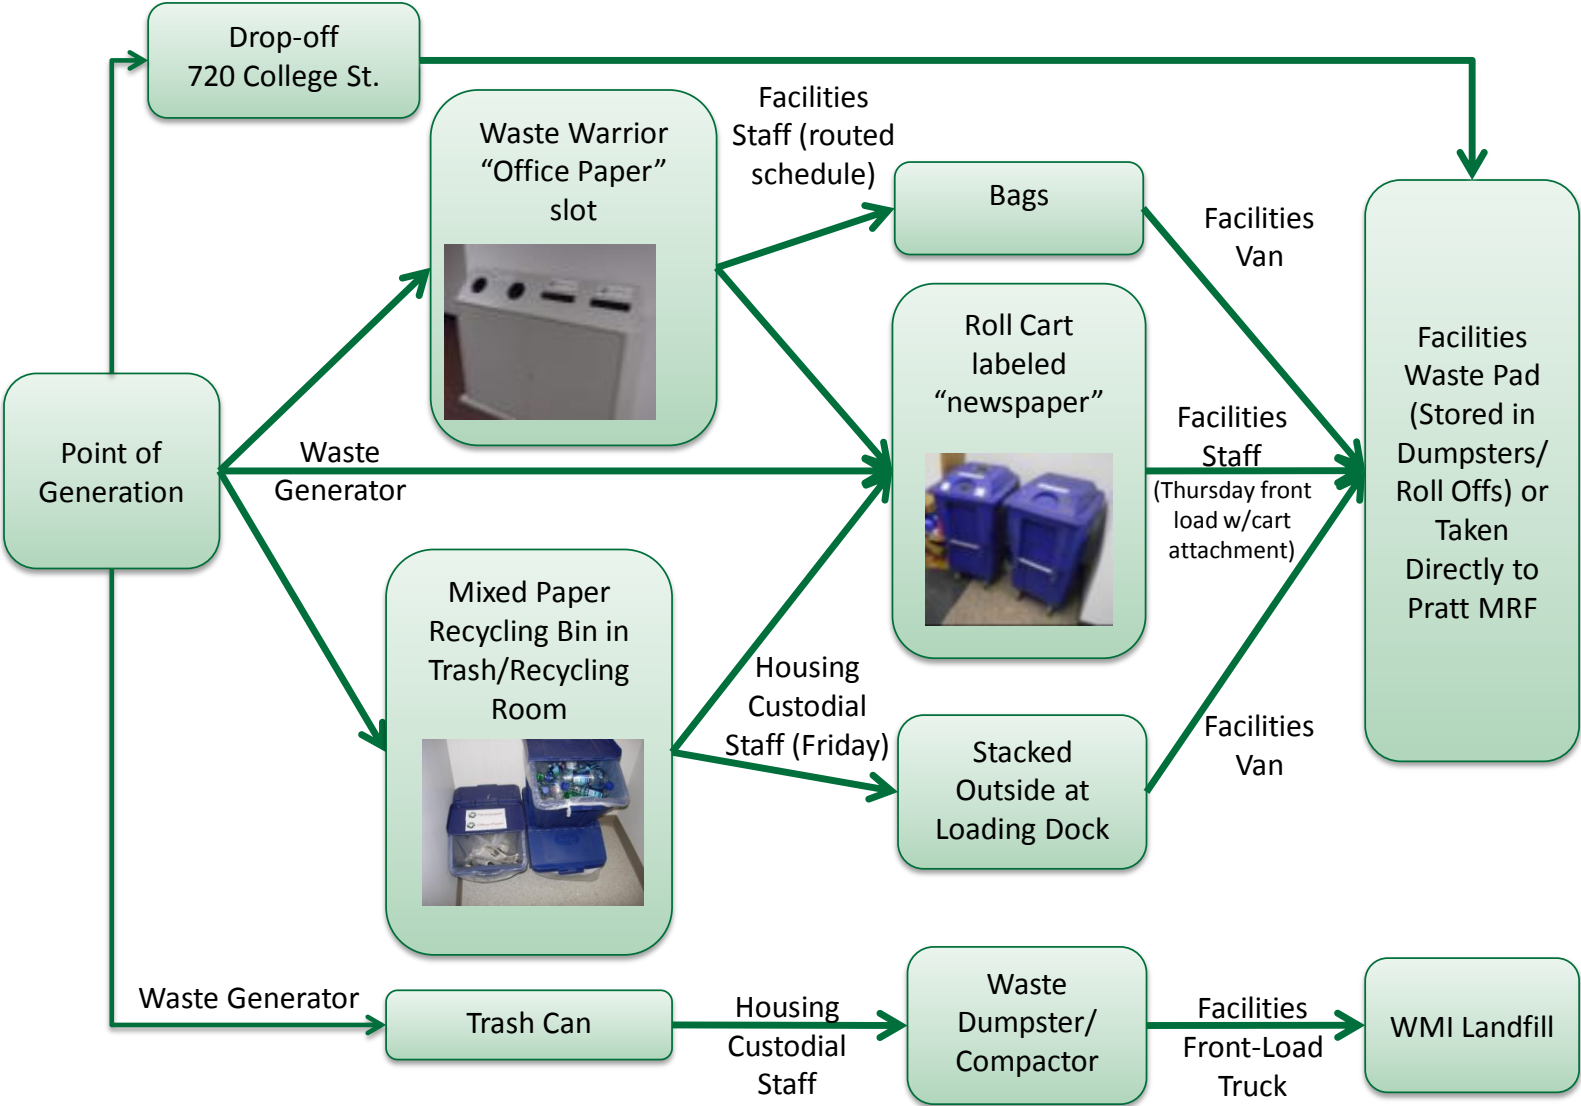 Drop-off
720 College St.
Waste Warrior
“Office Paper”
slot
Facilities
Staff (routed
schedule)
Bags
Facilities
Van
Roll Cart
labeled
“newspaper”
Facilities
Waste Pad
(Stored in
Dumpsters/
Roll Offs) or
Taken
Directly to
Pratt MRF
Point of
Generation
Waste
Generator
Facilities
Staff
(Thursday front
load w/cart
attachment)
Mixed Paper
Recycling Bin in
Trash/Recycling
Room
Housing
Custodial
Staff (Friday)
Stacked
Outside at
Loading Dock
Facilities
Van
Waste Generator
Trash Can
Housing
Custodial
Staff
Waste
Dumpster/
Compactor
Facilities
Front-Load
Truck
WMI Landfill